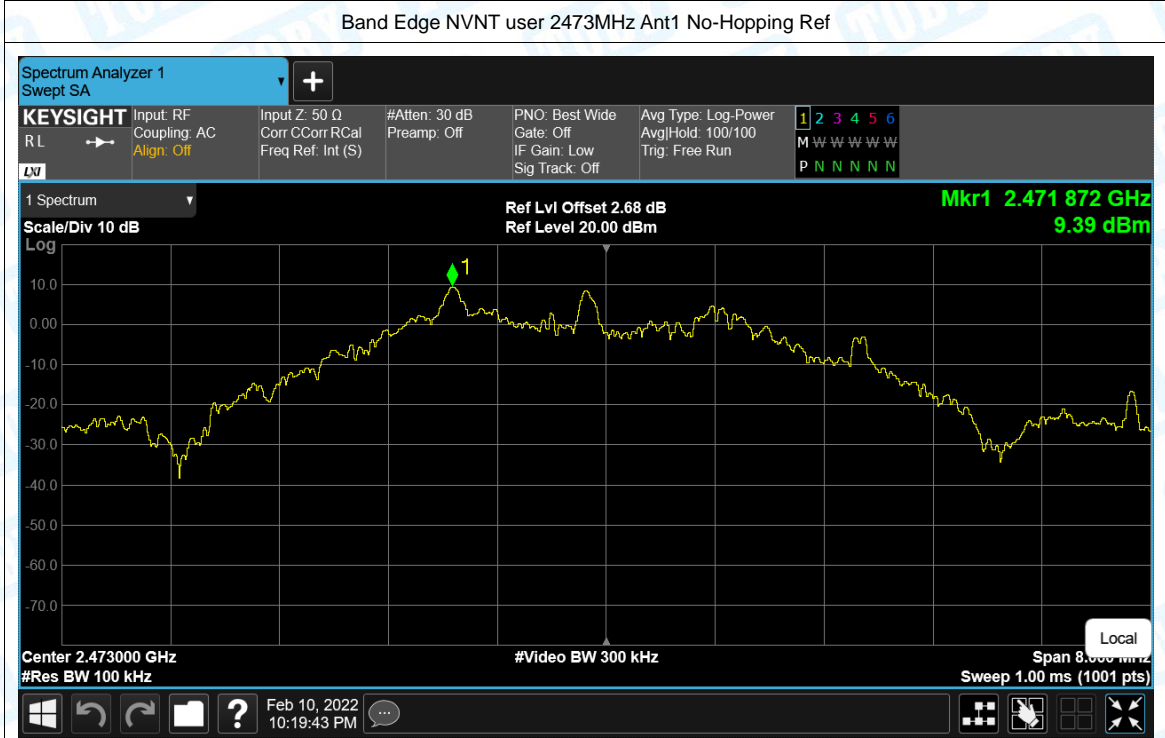 Band Edge NVNT user 2473MHz Ant1 No-Hopping Ref
Spectrum Analyzer 1
Swept SA
+
KEYSIGHT
R L
LXI
Input: RF
Coupling: AC
Align: Off
Input Z: 50 Ω
Corr CCorr RCal
Freq Ref: Int (S)
#Atten: 30 dB
Preamp: Off
PNO: Best Wide
Gate: Off
IF Gain: Low
Sig Track: Off
Avg Type: Log-Power
Avg|Hold: 100/100
Trig: Free Run
1 2 3 4 5 6
M W W W W W
P N N N N N
1 Spectrum
Scale/Div 10 dB
Log
Ref Lvl Offset 2.68 dB
Ref Level 20.00 dBm
Mkr1 2.471 872 GHz
9.39 dBm
1
10.0
0.00
-10.0
-20.0
-30.0
-40.0
-50.0
-60.0
-70.0
Local
Center 2.473000 GHz
#Video BW 300 kHz
Span
#Res BW 100 kHz
Sweep 1.00 ms (1001 pts)
?
Feb 10, 2022
10:19:43 PM
TOBY